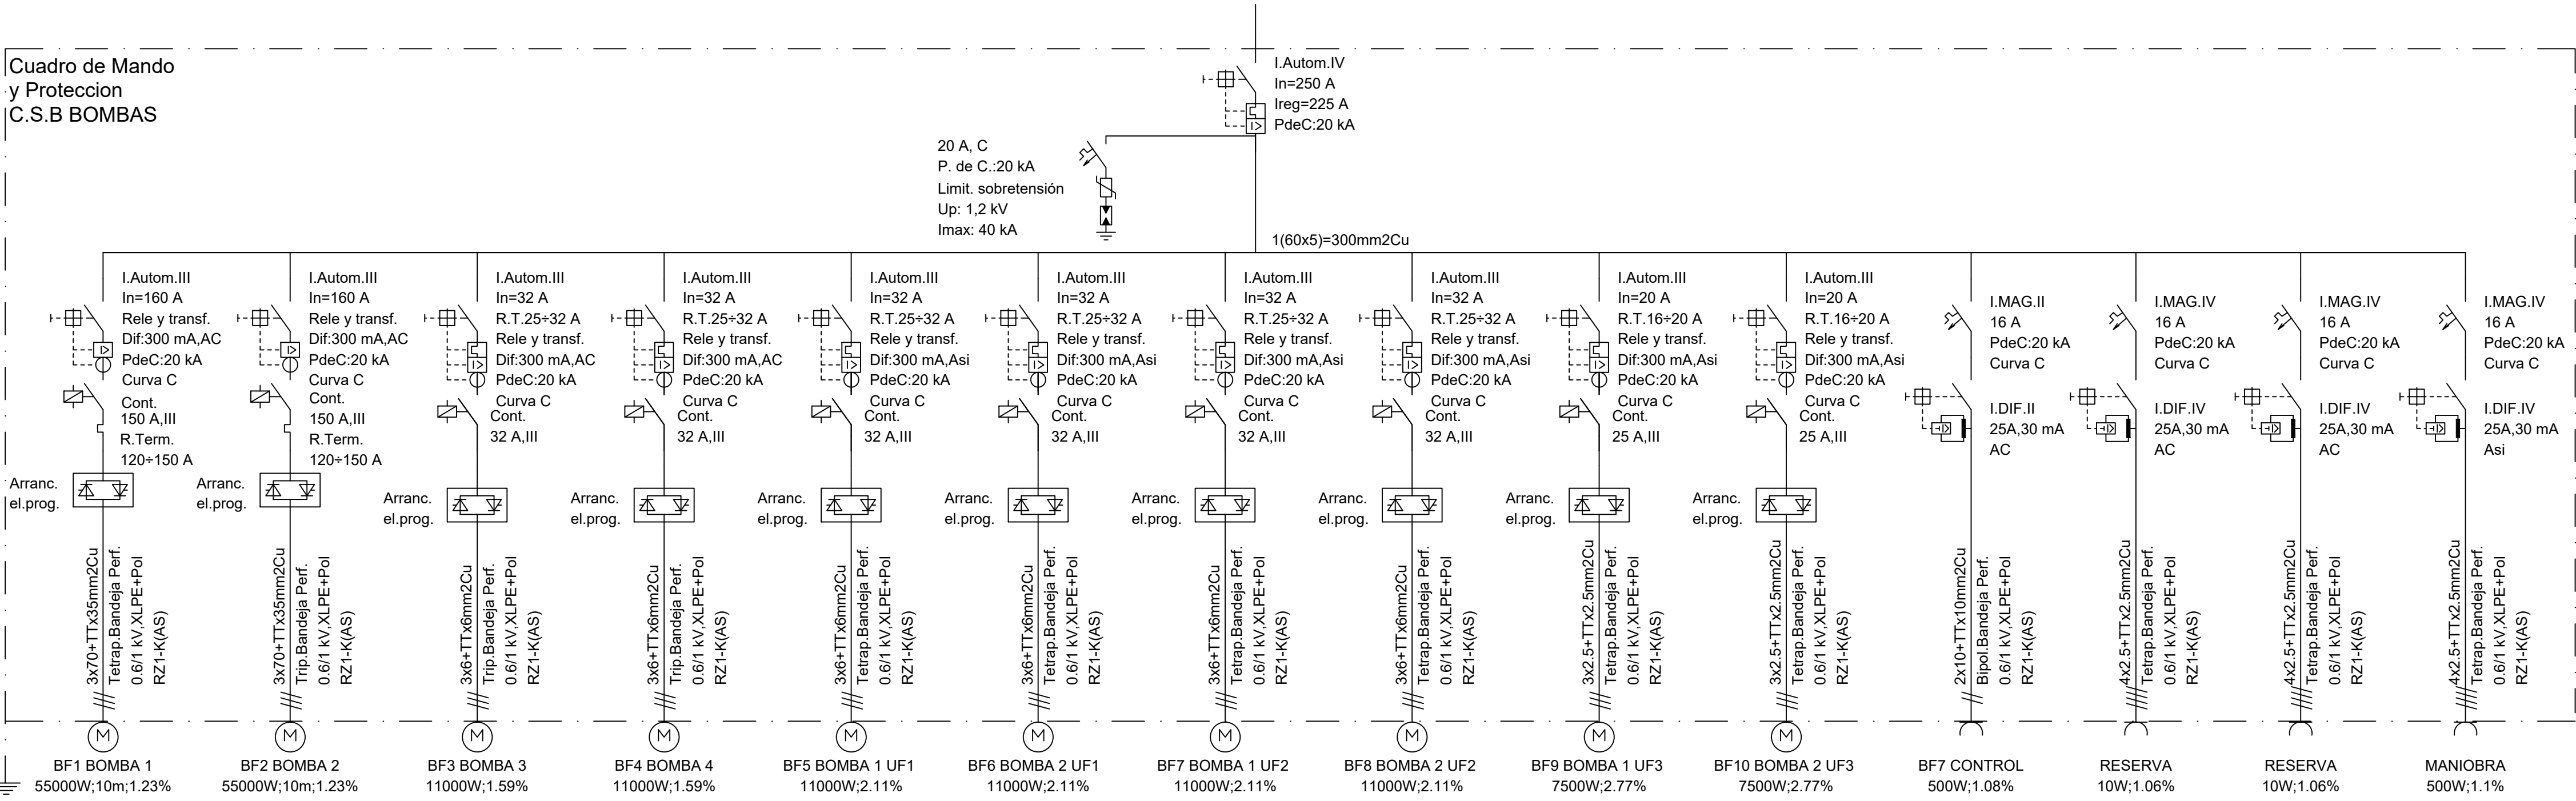 Cuadro de Mando
y Proteccion
C.S.B BOMBAS
I.Autom.IV
In=250 A
Ireg=225 A
PdeC:20 kA
20 A, C
P. de C.:20 kA
Limit. sobretensión
Up: 1,2 kV
Imax: 40 kA
1(60x5)=300mm2Cu
I.Autom.III
In=160 A
Rele y transf.
Dif:300 mA,AC
PdeC:20 kA
Curva C
Cont.
150 A,III
R.Term.
120÷150 A
Arranc.
el.prog.
3x70+TTx35mm2Cu
Tetrap.Bandeja Perf.
0.6/1 kV,XLPE+Pol
RZ1-K(AS)
M
BF1 BOMBA 1
55000W;10m;1.23%
I.Autom.III
In=160 A
Rele y transf.
Dif:300 mA,AC
PdeC:20 kA
Curva C
Cont.
150 A,III
R.Term.
120÷150 A
Arranc.
el.prog.
3x70+TTx35mm2Cu
Trip.Bandeja Perf.
0.6/1 kV,XLPE+Pol
RZ1-K(AS)
M
BF2 BOMBA 2
55000W;10m;1.23%
I.Autom.III
In=32 A
R.T.25÷32 A
Rele y transf.
Dif:300 mA,AC
PdeC:20 kA
Curva C
Cont.
32 A,III
Arranc.
el.prog.
3x6+TTx6mm2Cu
Trip.Bandeja Perf.
0.6/1 kV,XLPE+Pol
RZ1-K(AS)
M
BF3 BOMBA 3
11000W;1.59%
I.Autom.III
In=32 A
R.T.25÷32 A
Rele y transf.
Dif:300 mA,AC
PdeC:20 kA
Curva C
Cont.
32 A,III
Arranc.
el.prog.
3x6+TTx6mm2Cu
Trip.Bandeja Perf.
0.6/1 kV,XLPE+Pol
RZ1-K(AS)
M
BF4 BOMBA 4
11000W;1.59%
I.Autom.III
In=32 A
R.T.25÷32 A
Rele y transf.
Dif:300 mA,Asi
PdeC:20 kA
Curva C
Cont.
32 A,III
Arranc.
el.prog.
3x6+TTx6mm2Cu
Tetrap.Bandeja Perf.
0.6/1 kV,XLPE+Pol
RZ1-K(AS)
M
BF5 BOMBA 1 UF1
11000W;2.11%
I.Autom.III
In=32 A
R.T.25÷32 A
Rele y transf.
Dif:300 mA,Asi
PdeC:20 kA
Curva C
Cont.
32 A,III
Arranc.
el.prog.
3x6+TTx6mm2Cu
Tetrap.Bandeja Perf.
0.6/1 kV,XLPE+Pol
RZ1-K(AS)
M
BF6 BOMBA 2 UF1
11000W;2.11%
I.Autom.III
In=32 A
R.T.25÷32 A
Rele y transf.
Dif:300 mA,Asi
PdeC:20 kA
Curva C
Cont.
32 A,III
Arranc.
el.prog.
3x6+TTx6mm2Cu
Tetrap.Bandeja Perf.
0.6/1 kV,XLPE+Pol
RZ1-K(AS)
M
BF7 BOMBA 1 UF2
11000W;2.11%
I.Autom.III
In=32 A
R.T.25÷32 A
Rele y transf.
Dif:300 mA,Asi
PdeC:20 kA
Curva C
Cont.
32 A,III
Arranc.
el.prog.
3x6+TTx6mm2Cu
Tetrap.Bandeja Perf.
0.6/1 kV,XLPE+Pol
RZ1-K(AS)
M
BF8 BOMBA 2 UF2
11000W;2.11%
I.Autom.III
In=20 A
R.T.16÷20 A
Rele y transf.
Dif:300 mA,Asi
PdeC:20 kA
Curva C
Cont.
25 A,III
Arranc.
el.prog.
3x2.5+TTx2.5mm2Cu
Tetrap.Bandeja Perf.
0.6/1 kV,XLPE+Pol
RZ1-K(AS)
M
BF9 BOMBA 1 UF3
7500W;2.77%
I.Autom.III
In=20 A
R.T.16÷20 A
Rele y transf.
Dif:300 mA,Asi
PdeC:20 kA
Curva C
Cont.
25 A,III
Arranc.
el.prog.
3x2.5+TTx2.5mm2Cu
Tetrap.Bandeja Perf.
0.6/1 kV,XLPE+Pol
RZ1-K(AS)
M
BF10 BOMBA 2 UF3
7500W;2.77%
I.MAG.II
16 A
PdeC:20 kA
Curva C
I.DIF.II
25A,30 mA
AC
2x10+TTx10mm2Cu
Bipol.Bandeja Perf.
0.6/1 kV,XLPE+Pol
RZ1-K(AS)
BF7 CONTROL
500W;1.08%
I.MAG.IV
16 A
PdeC:20 kA
Curva C
I.DIF.IV
25A,30 mA
AC
4x2.5+TTx2.5mm2Cu
Tetrap.Bandeja Perf.
0.6/1 kV,XLPE+Pol
RZ1-K(AS)
RESERVA
10W;1.06%
I.MAG.IV
16 A
PdeC:20 kA
Curva C
I.DIF.IV
25A,30 mA
AC
4x2.5+TTx2.5mm2Cu
Tetrap.Bandeja Perf.
0.6/1 kV,XLPE+Pol
RZ1-K(AS)
RESERVA
10W;1.06%
I.MAG.IV
16 A
PdeC:20 kA
Curva C
I.DIF.IV
25A,30 mA
Asi
4x2.5+TTx2.5mm2Cu
Tetrap.Bandeja Perf.
0.6/1 kV,XLPE+Pol
RZ1-K(AS)
MANIOBRA
500W;1.1%